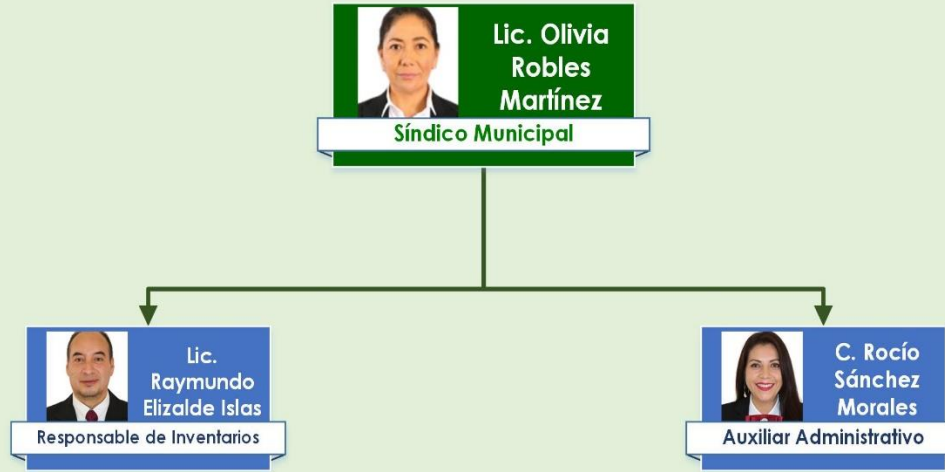 Lic. Olivia
Robles
Martínez
Síndico Municipal
Lic.
Raymundo
Elizalde Islas
Responsable de Inventarios
C. Rocío
Sánchez
Morales
Auxiliar Administrativo